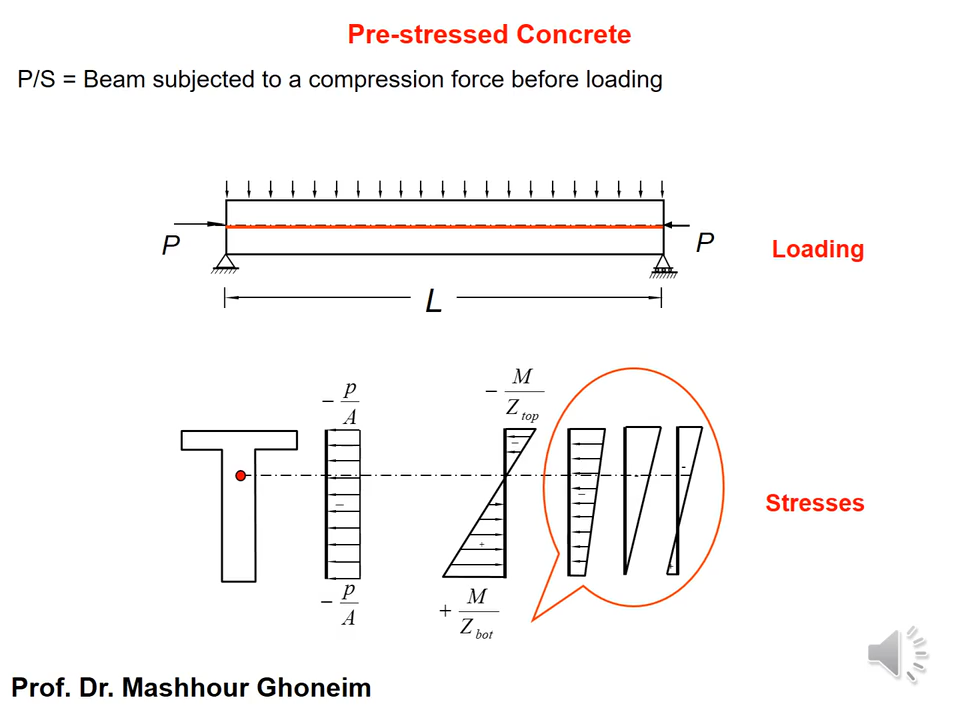 Pre-stressed Concrete
P/S = Beam subjected to a compression force before loading
P
P
Loading
L
− p/A
− M/Z top
−
−
−
-
-
+
+
Stresses
− p/A
+ M/Z bot
Prof. Dr. Mashhour Ghoneim